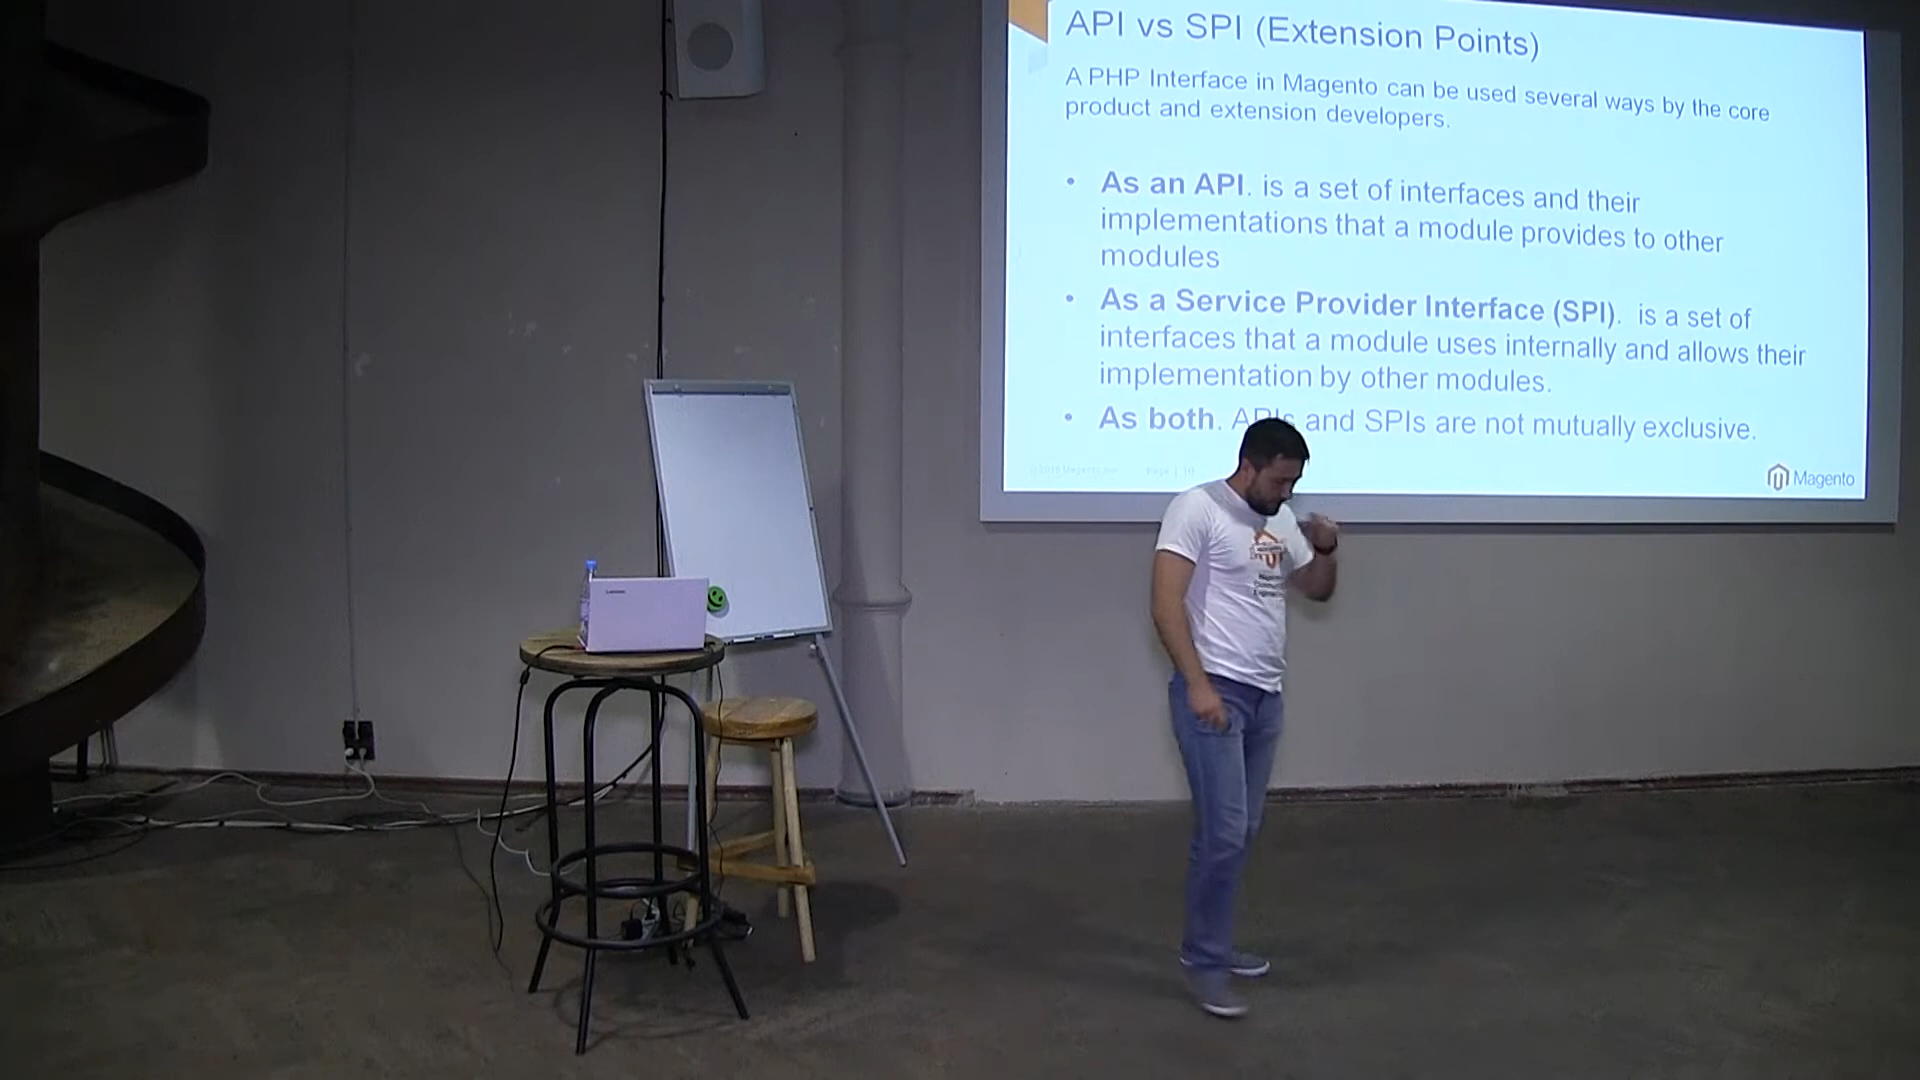 API vs SPI (Extension Points)
A PHP Interface in Magento can be used several ways by the core
product and extension developers.
• As an API. is a set of interfaces and their
implementations that a module provides to other
modules
• As a Service Provider Interface (SPI). is a set of
interfaces that a module uses internally and allows their
implementation by other modules.
• As both. APIs and SPIs are not mutually exclusive.
Magento
Lenovo